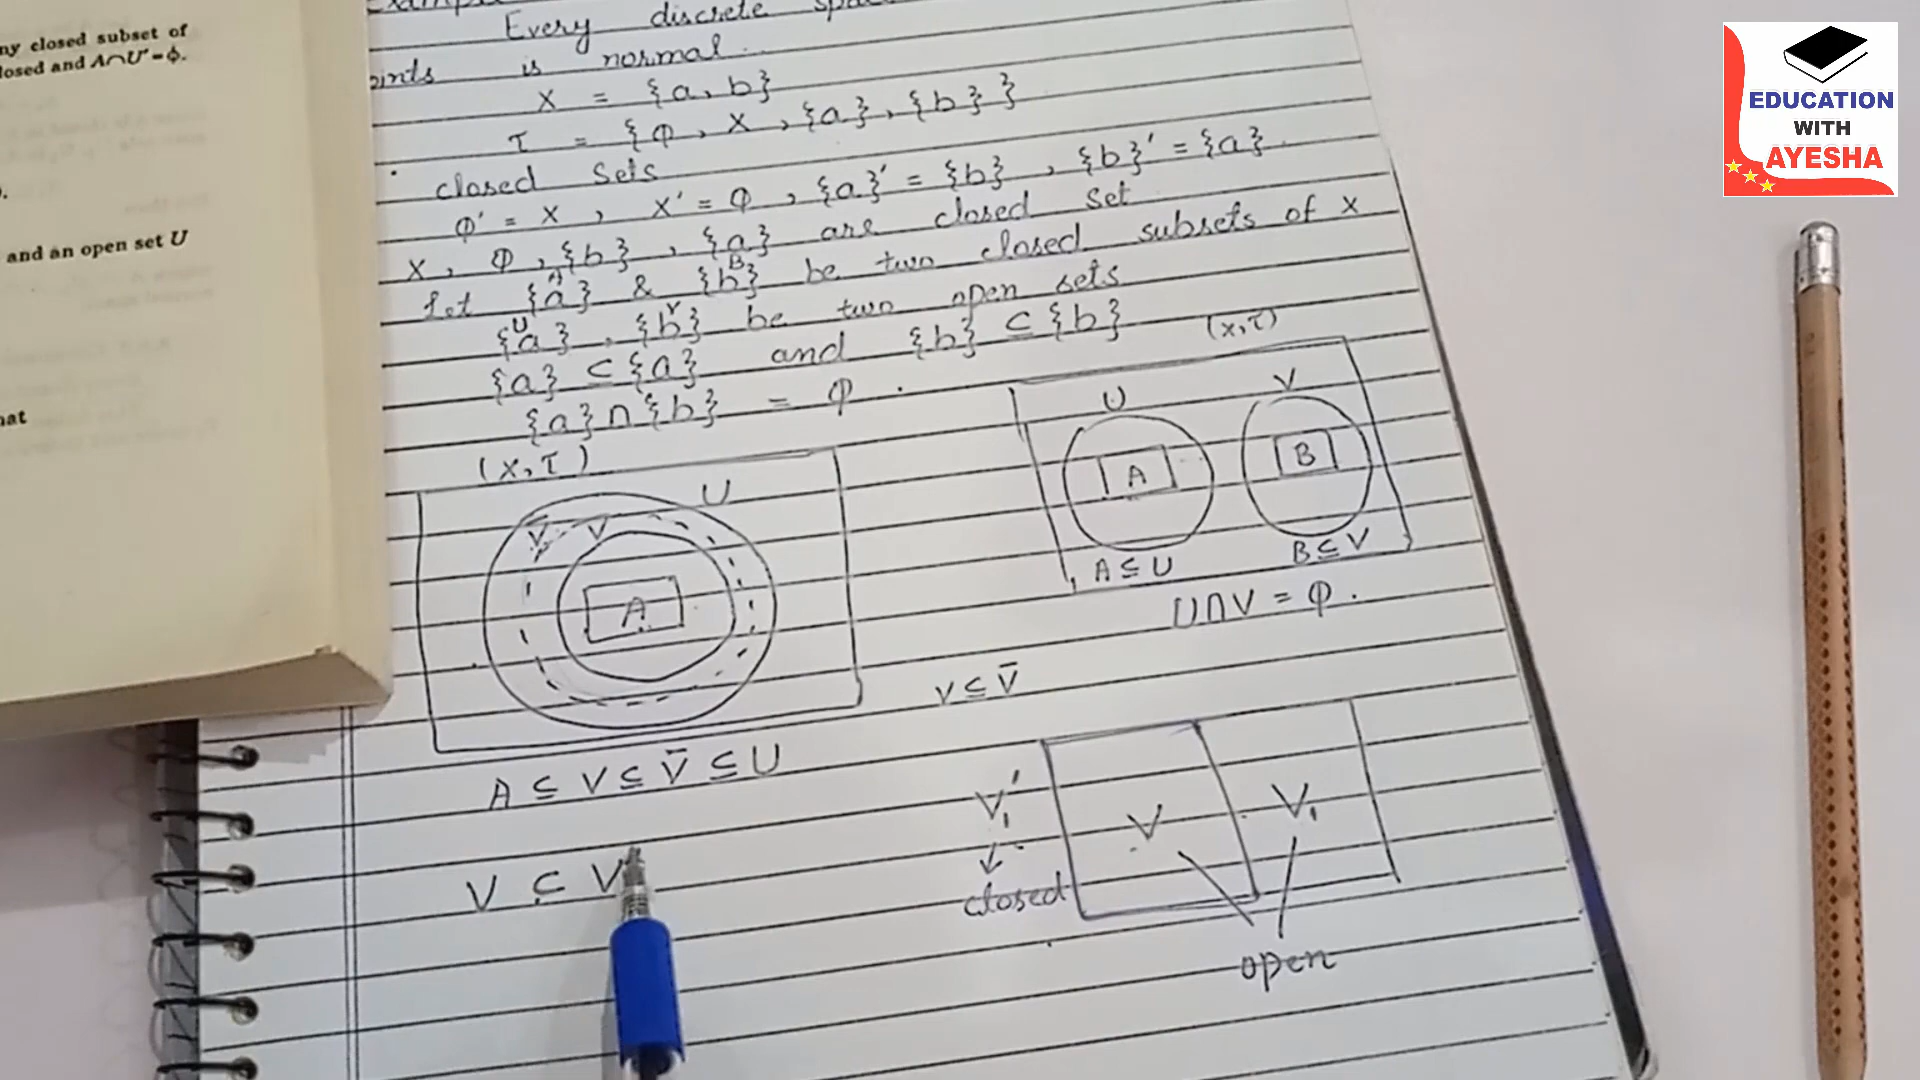 ny closed subset of
losed and A∩U' = ϕ.
and an open set U
hat
Every discrete
is normal.
X = {a, b}
τ = {Φ, X, {a}, {b}}
closed sets
Φ' = X, X' = Φ, {a}' = {b}, {b}' = {a}.
X, Φ, {b}, {a} are closed set
A B
Let {a} & {b} be two closed subsets of X
U V
{a}, {b} be two open sets
{a} ⊆ {a} and {b} ⊆ {b}
{a} ∩ {b} = Φ.
(X, τ)
U
V̄ V
A
A ⊆ V ⊆ V̄ ⊆ U
V ⊆ V
(X, τ)
U V
A B
A ⊆ U B ⊆ V
U∩V = Φ.
V ⊆ V̄
V₁' V V₁
↓
closed
open
EDUCATION
WITH
AYESHA